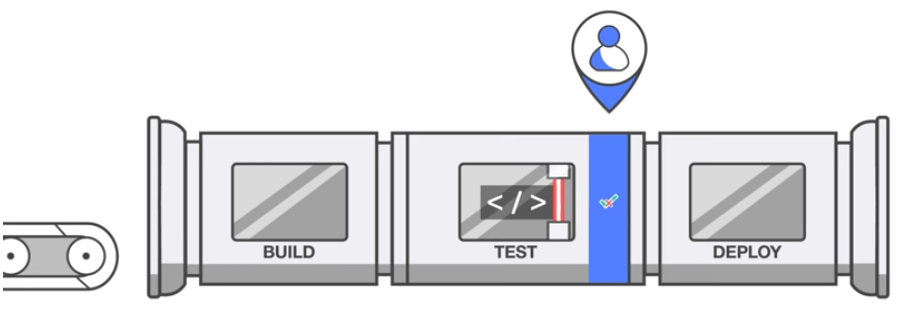 </>
BUILD
TEST
DEPLOY